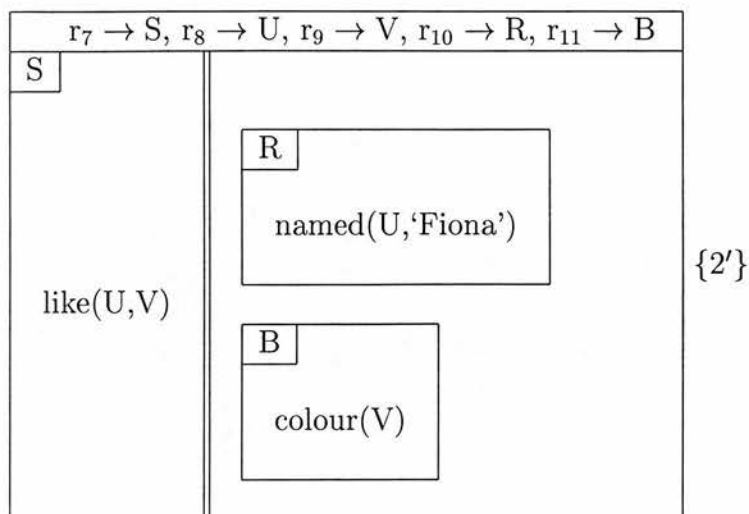 r₇ → S, r₈ → U, r₉ → V, r₁₀ → R, r₁₁ → B
S
R
named(U,‘Fiona’)
{2′}
like(U,V)
B
colour(V)